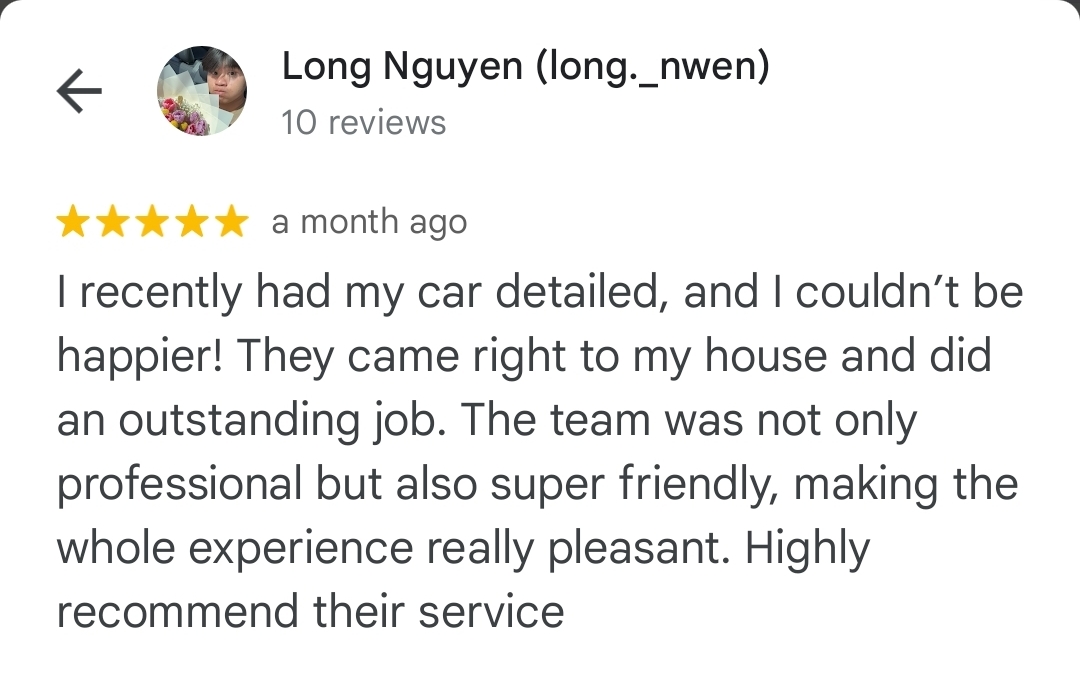 Long Nguyen (long._nwen)
10 reviews
a month ago
I recently had my car detailed, and I couldn’t be
happier! They came right to my house and did
an outstanding job. The team was not only
professional but also super friendly, making the
whole experience really pleasant. Highly
recommend their service